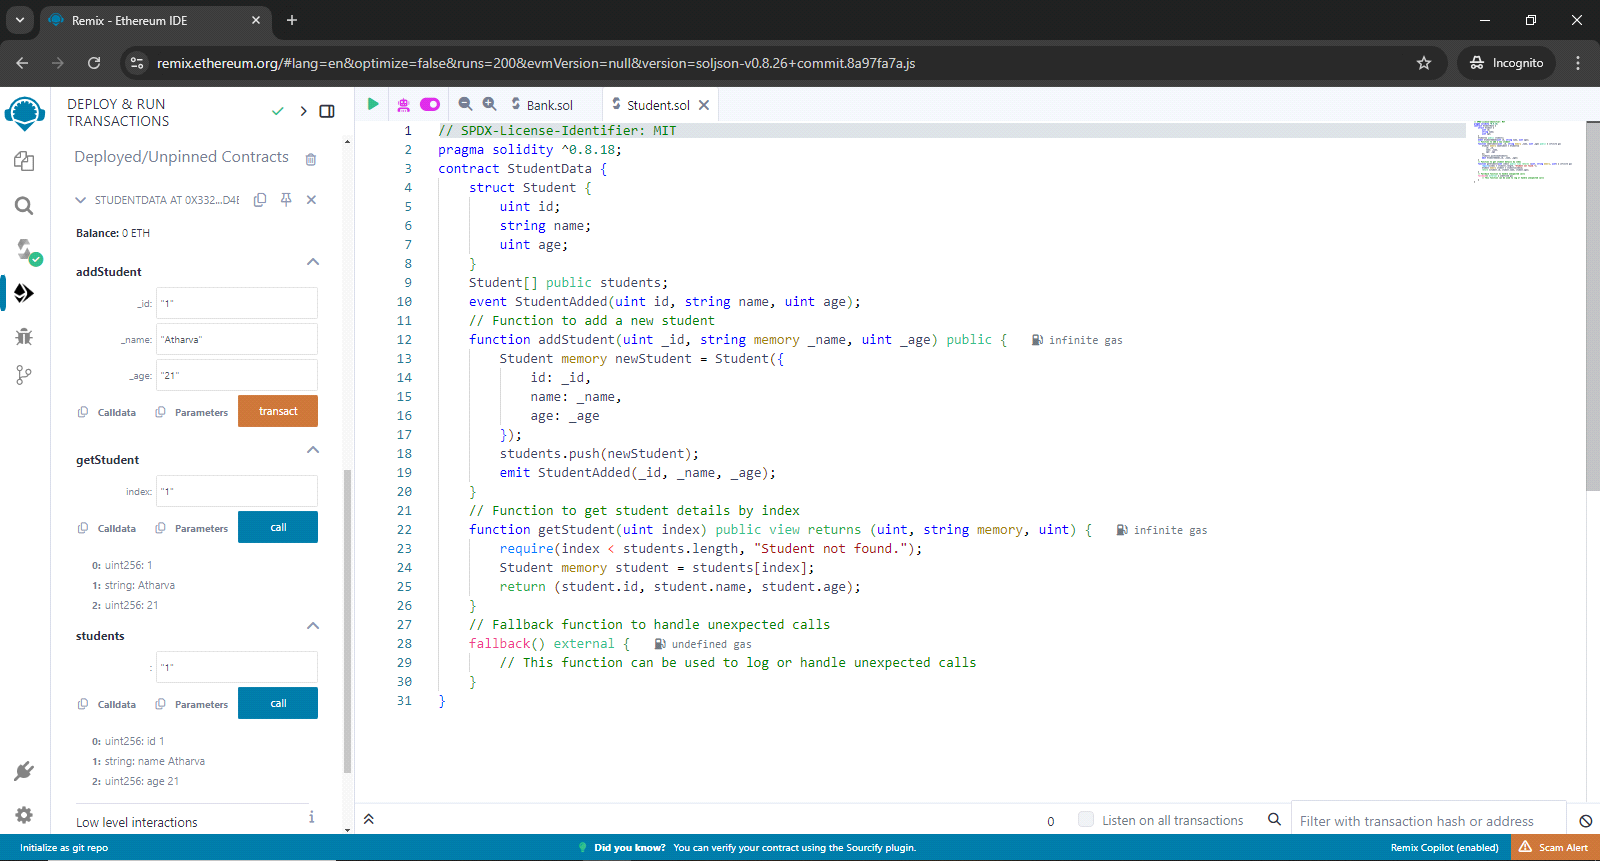 Remix - Ethereum IDE
remix.ethereum.org/#lang=en&optimize=false&runs=200&evmVersion=null&version=soljson-v0.8.26+commit.8a97fa7a.js
Incognito
DEPLOY & RUN
TRANSACTIONS
Deployed/Unpinned Contracts
STUDENTDATA AT 0X332...D4E
Balance: 0 ETH
addStudent
_id: "1"
_name: "Atharva"
_age: "21"
Calldata Parameters transact
getStudent
index: "1"
Calldata Parameters call
0: uint256: 1
1: string: Atharva
2: uint256: 21
students
: "1"
Calldata Parameters call
0: uint256: id 1
1: string: name Atharva
2: uint256: age 21
Low level interactions
i
Bank.sol Student.sol
1 // SPDX-License-Identifier: MIT
2 pragma solidity ^0.8.18;
3 contract StudentData {
4 struct Student {
5 uint id;
6 string name;
7 uint age;
8 }
9 Student[] public students;
10 event StudentAdded(uint id, string name, uint age);
11 // Function to add a new student
12 function addStudent(uint _id, string memory _name, uint _age) public { infinite gas
13 Student memory newStudent = Student({
14 id: _id,
15 name: _name,
16 age: _age
17 });
18 students.push(newStudent);
19 emit StudentAdded(_id, _name, _age);
20 }
21 // Function to get student details by index
22 function getStudent(uint index) public view returns (uint, string memory, uint) { infinite gas
23 require(index < students.length, "Student not found.");
24 Student memory student = students[index];
25 return (student.id, student.name, student.age);
26 }
27 // Fallback function to handle unexpected calls
28 fallback() external { undefined gas
29 // This function can be used to log or handle unexpected calls
30 }
31 }
0 Listen on all transactions Filter with transaction hash or address
Initialize as git repo Did you know? You can verify your contract using the Sourcify plugin. Remix Copilot (enabled) Scam Alert